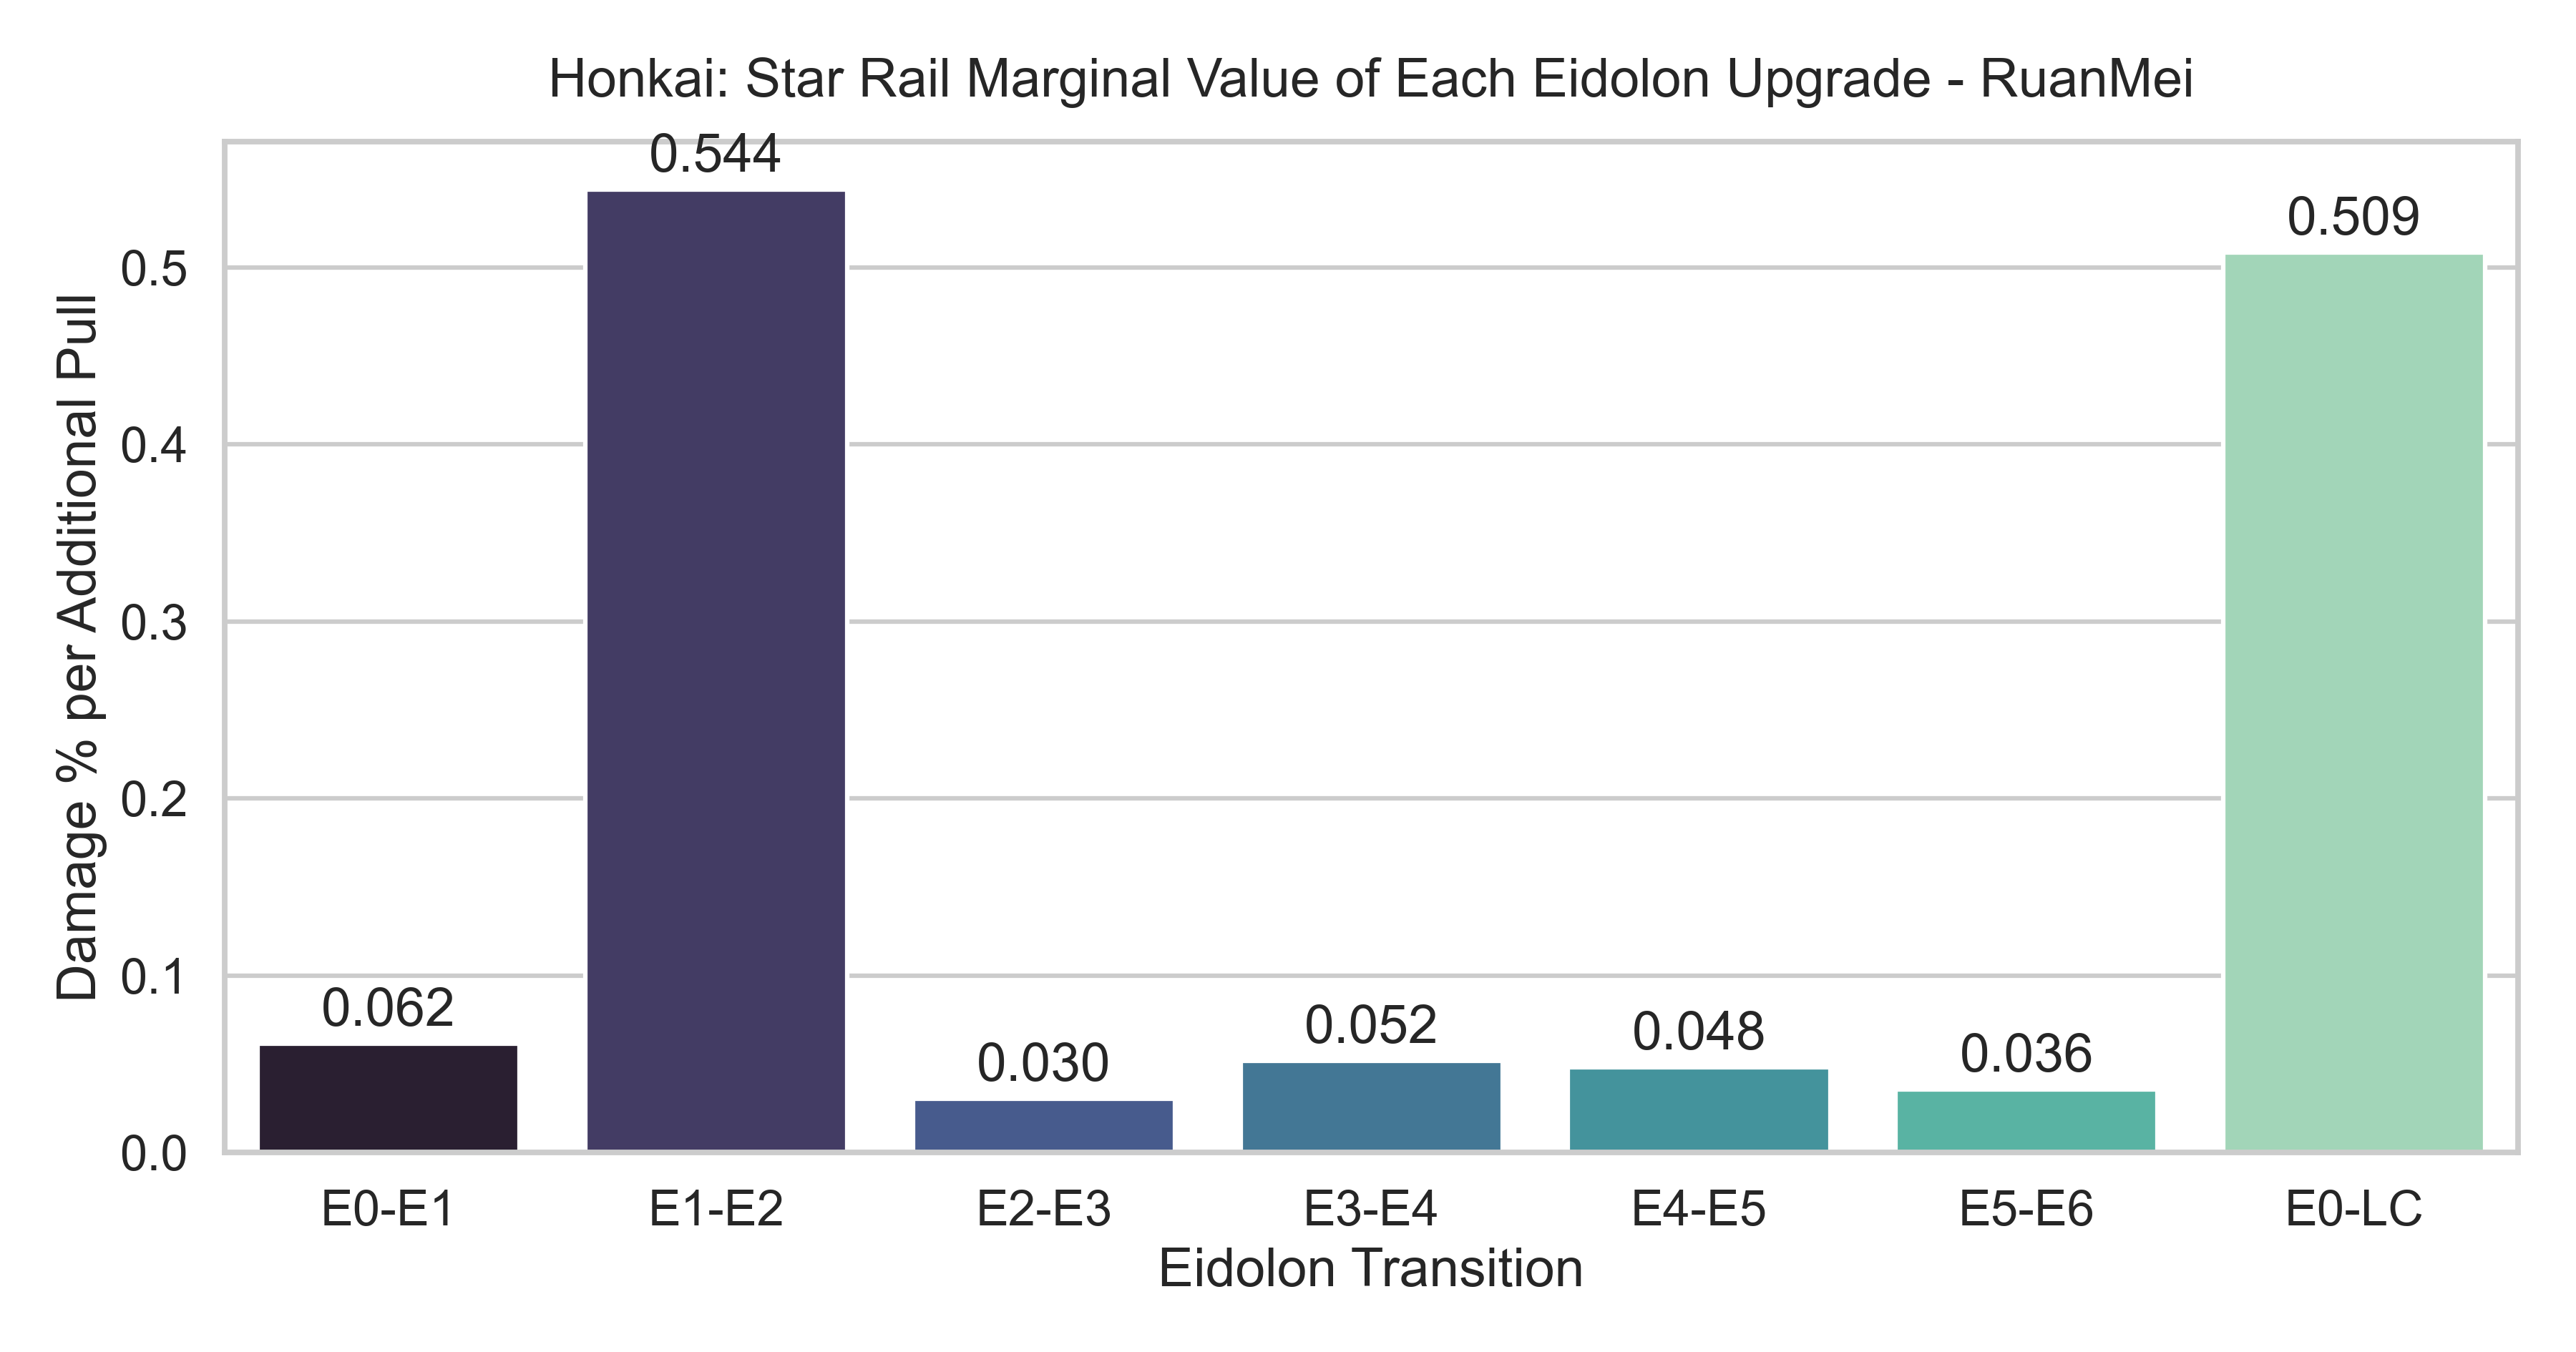 Honkai: Star Rail Marginal Value of Each Eidolon Upgrade - RuanMei
Damage % per Additional Pull
0.5
0.4
0.3
0.2
0.1
0.0
0.062
0.544
0.030
0.052
0.048
0.036
0.509
E0-E1
E1-E2
E2-E3
E3-E4
E4-E5
E5-E6
E0-LC
Eidolon Transition